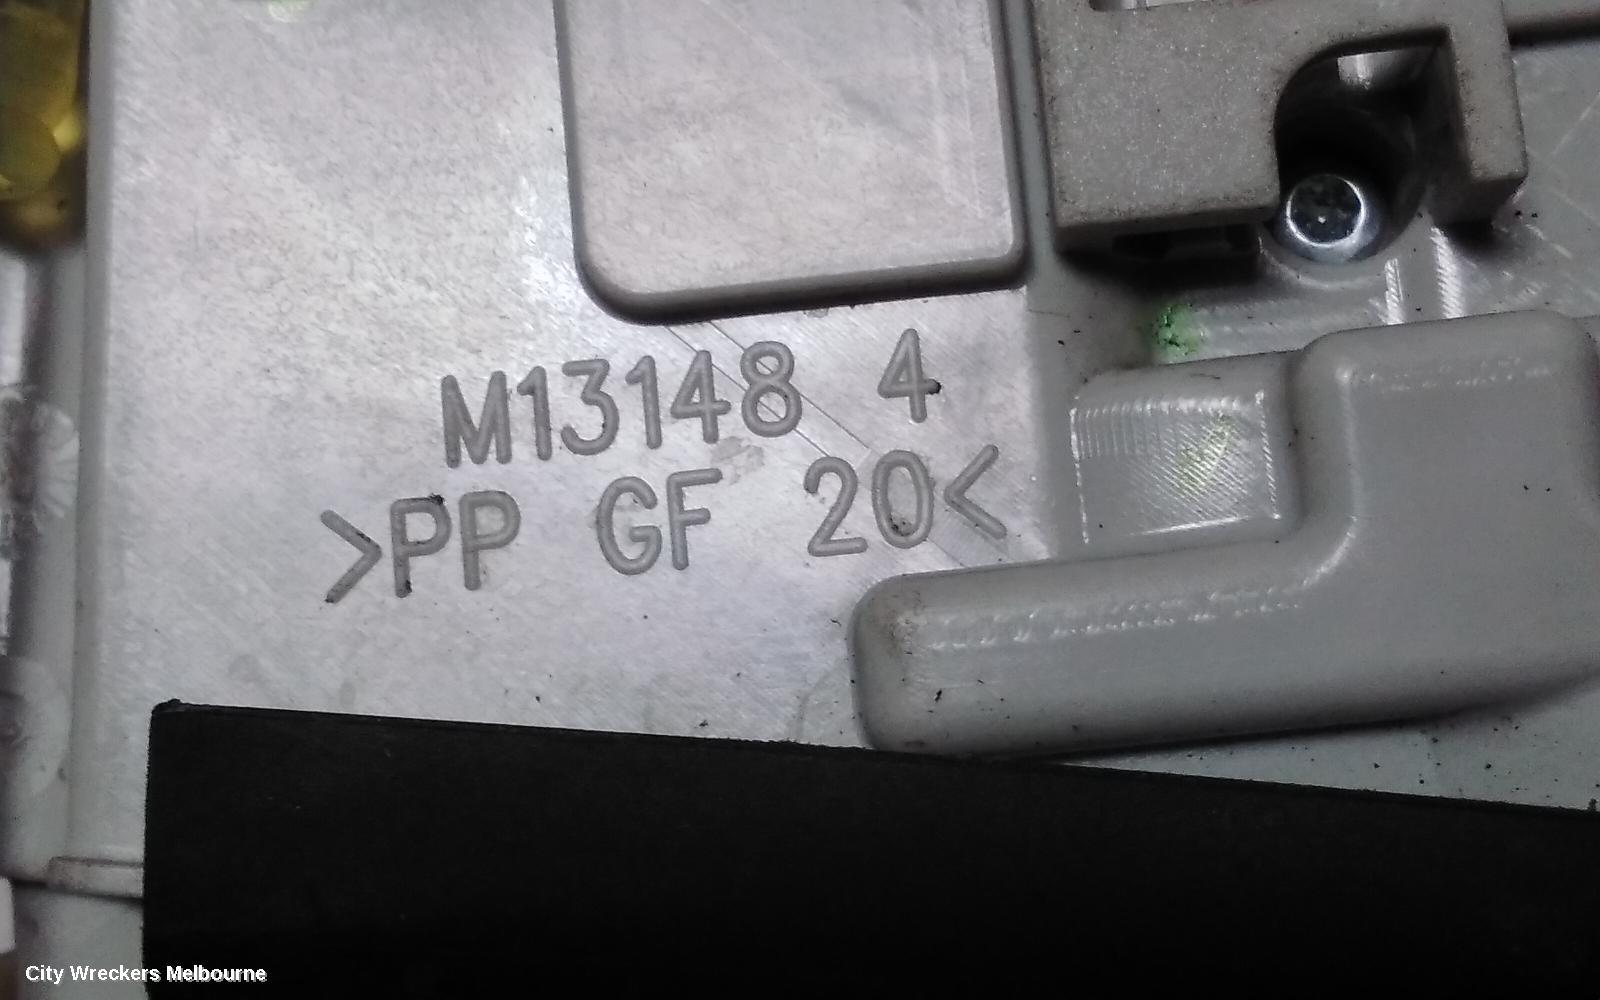 M13148 4
>PP GF 20<
City Wreckers Melbourne